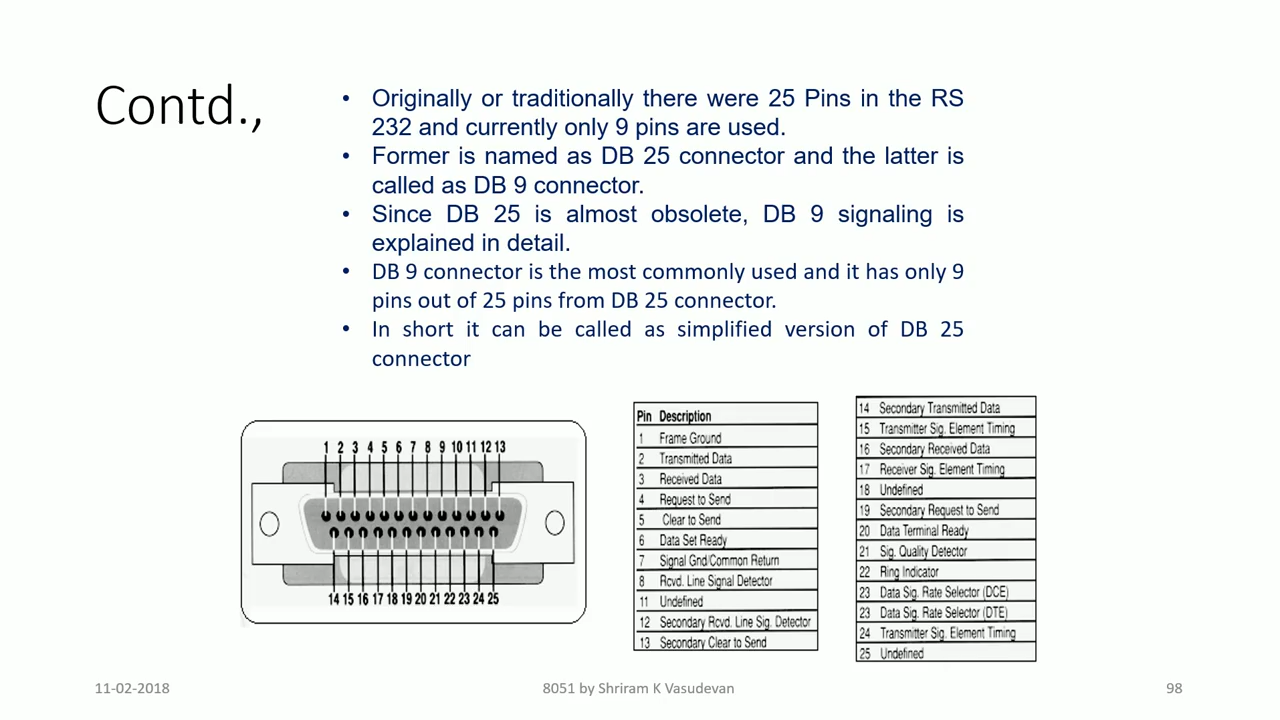 Contd.,
• Originally or traditionally there were 25 Pins in the RS
232 and currently only 9 pins are used.
• Former is named as DB 25 connector and the latter is
called as DB 9 connector.
• Since DB 25 is almost obsolete, DB 9 signaling is
explained in detail.
• DB 9 connector is the most commonly used and it has only 9
pins out of 25 pins from DB 25 connector.
• In short it can be called as simplified version of DB 25
connector
1 2 3 4 5 6 7 8 9 10 11 12 13
14 15 16 17 18 19 20 21 22 23 24 25
Pin Description
1 Frame Ground
2 Transmitted Data
3 Received Data
4 Request to Send
5 Clear to Send
6 Data Set Ready
7 Signal Gnd/Common Return
8 Rcvd. Line Signal Detector
11 Undefined
12 Secondary Rcvd. Line Sig. Detector
13 Secondary Clear to Send
14 Secondary Transmitted Data
15 Transmitter Sig. Element Timing
16 Secondary Received Data
17 Receiver Sig. Element Timing
18 Undefined
19 Secondary Request to Send
20 Data Terminal Ready
21 Sig. Quality Detector
22 Ring Indicator
23 Data Sig. Rate Selector (DCE)
23 Data Sig. Rate Selector (DTE)
24 Transmitter Sig. Element Timing
25 Undefined
11-02-2018
8051 by Shriram K Vasudevan
98